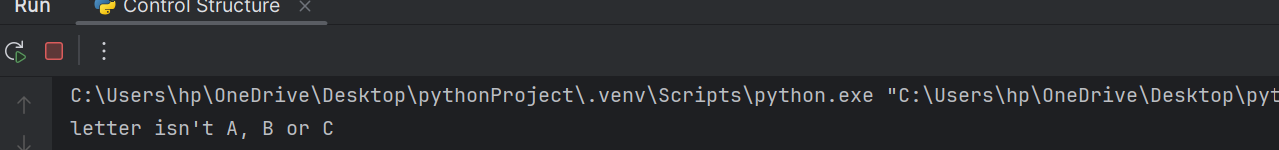 Run Control Structure
C:\Users\hp\OneDrive\Desktop\pythonProject\.venv\Scripts\python.exe "C:\Users\hp\OneDrive\Desktop\pyt
letter isn't A, B or C